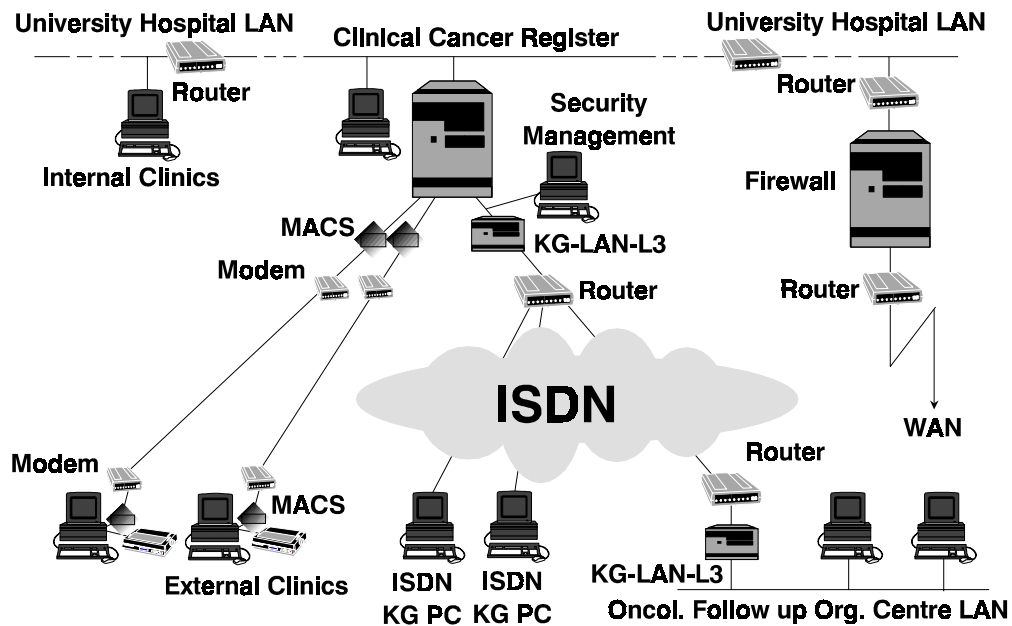 University Hospital LAN
Clinical Cancer Register
University Hospital LAN
Router
Internal Clinics
Security
Management
Router
Firewall
MACS
KG-LAN-L3
Modem
Router
Router
ISDN
WAN
Modem
MACS
External Clinics
ISDN
KG PC
ISDN
KG PC
Router
KG-LAN-L3
Oncol. Follow up Org. Centre LAN